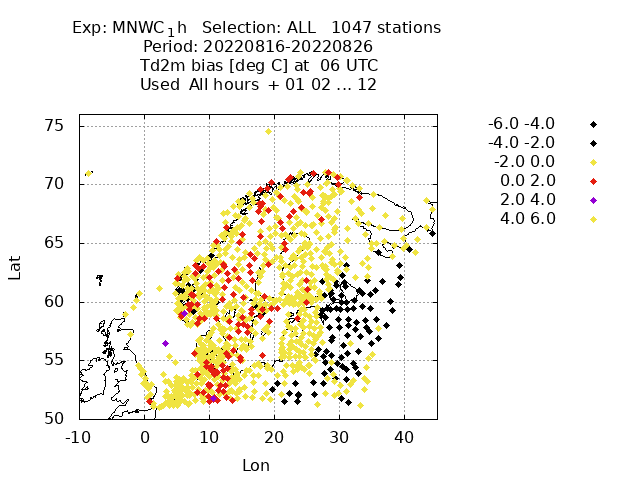 Exp: MNWC_1h   Selection: ALL   1047 stations
Period: 20220816-20220826
Td2m bias [deg C] at  06 UTC
Used  All hours  + 01 02 ... 12
-6.0 -4.0
-4.0 -2.0
-2.0 0.0
0.0 2.0
2.0 4.0
4.0 6.0
75
70
65
60
55
50
Lat
-10 0 10 20 30 40
Lon